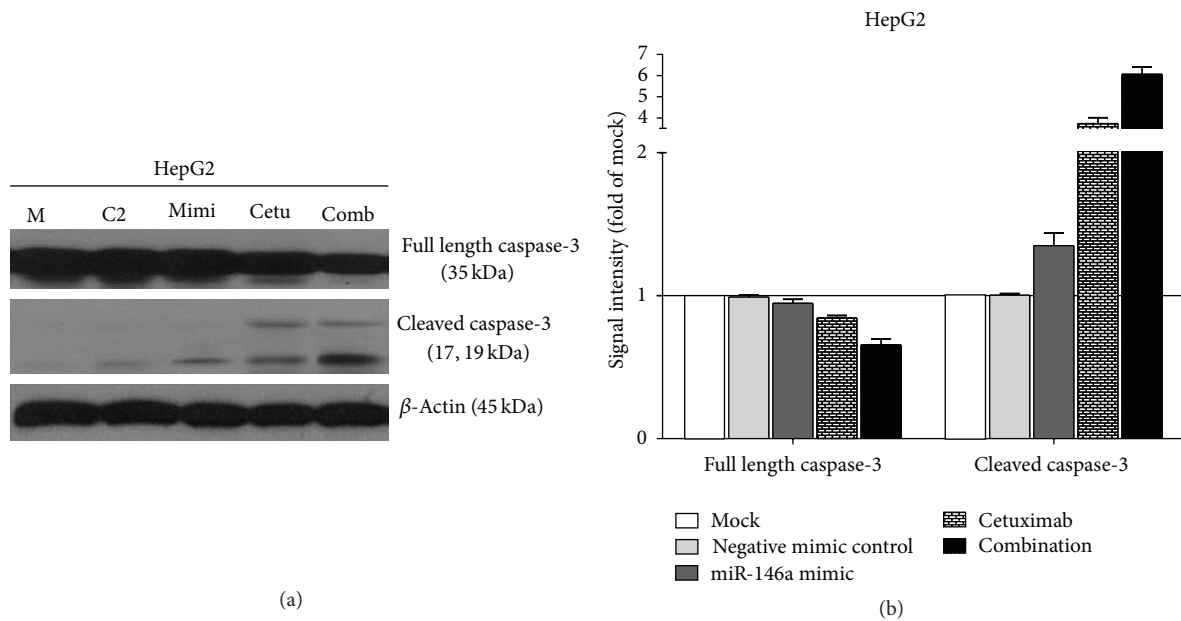 HepG2
M C2 Mimi Cetu Comb
Full length caspase-3
(35 kDa)
Cleaved caspase-3
(17, 19 kDa)
β-Actin (45 kDa)
(a)
HepG2
Signal intensity (fold of mock)
7
6
5
4
2
1
0
Full length caspase-3 Cleaved caspase-3
Mock
Negative mimic control
miR-146a mimic
Cetuximab
Combination
(b)